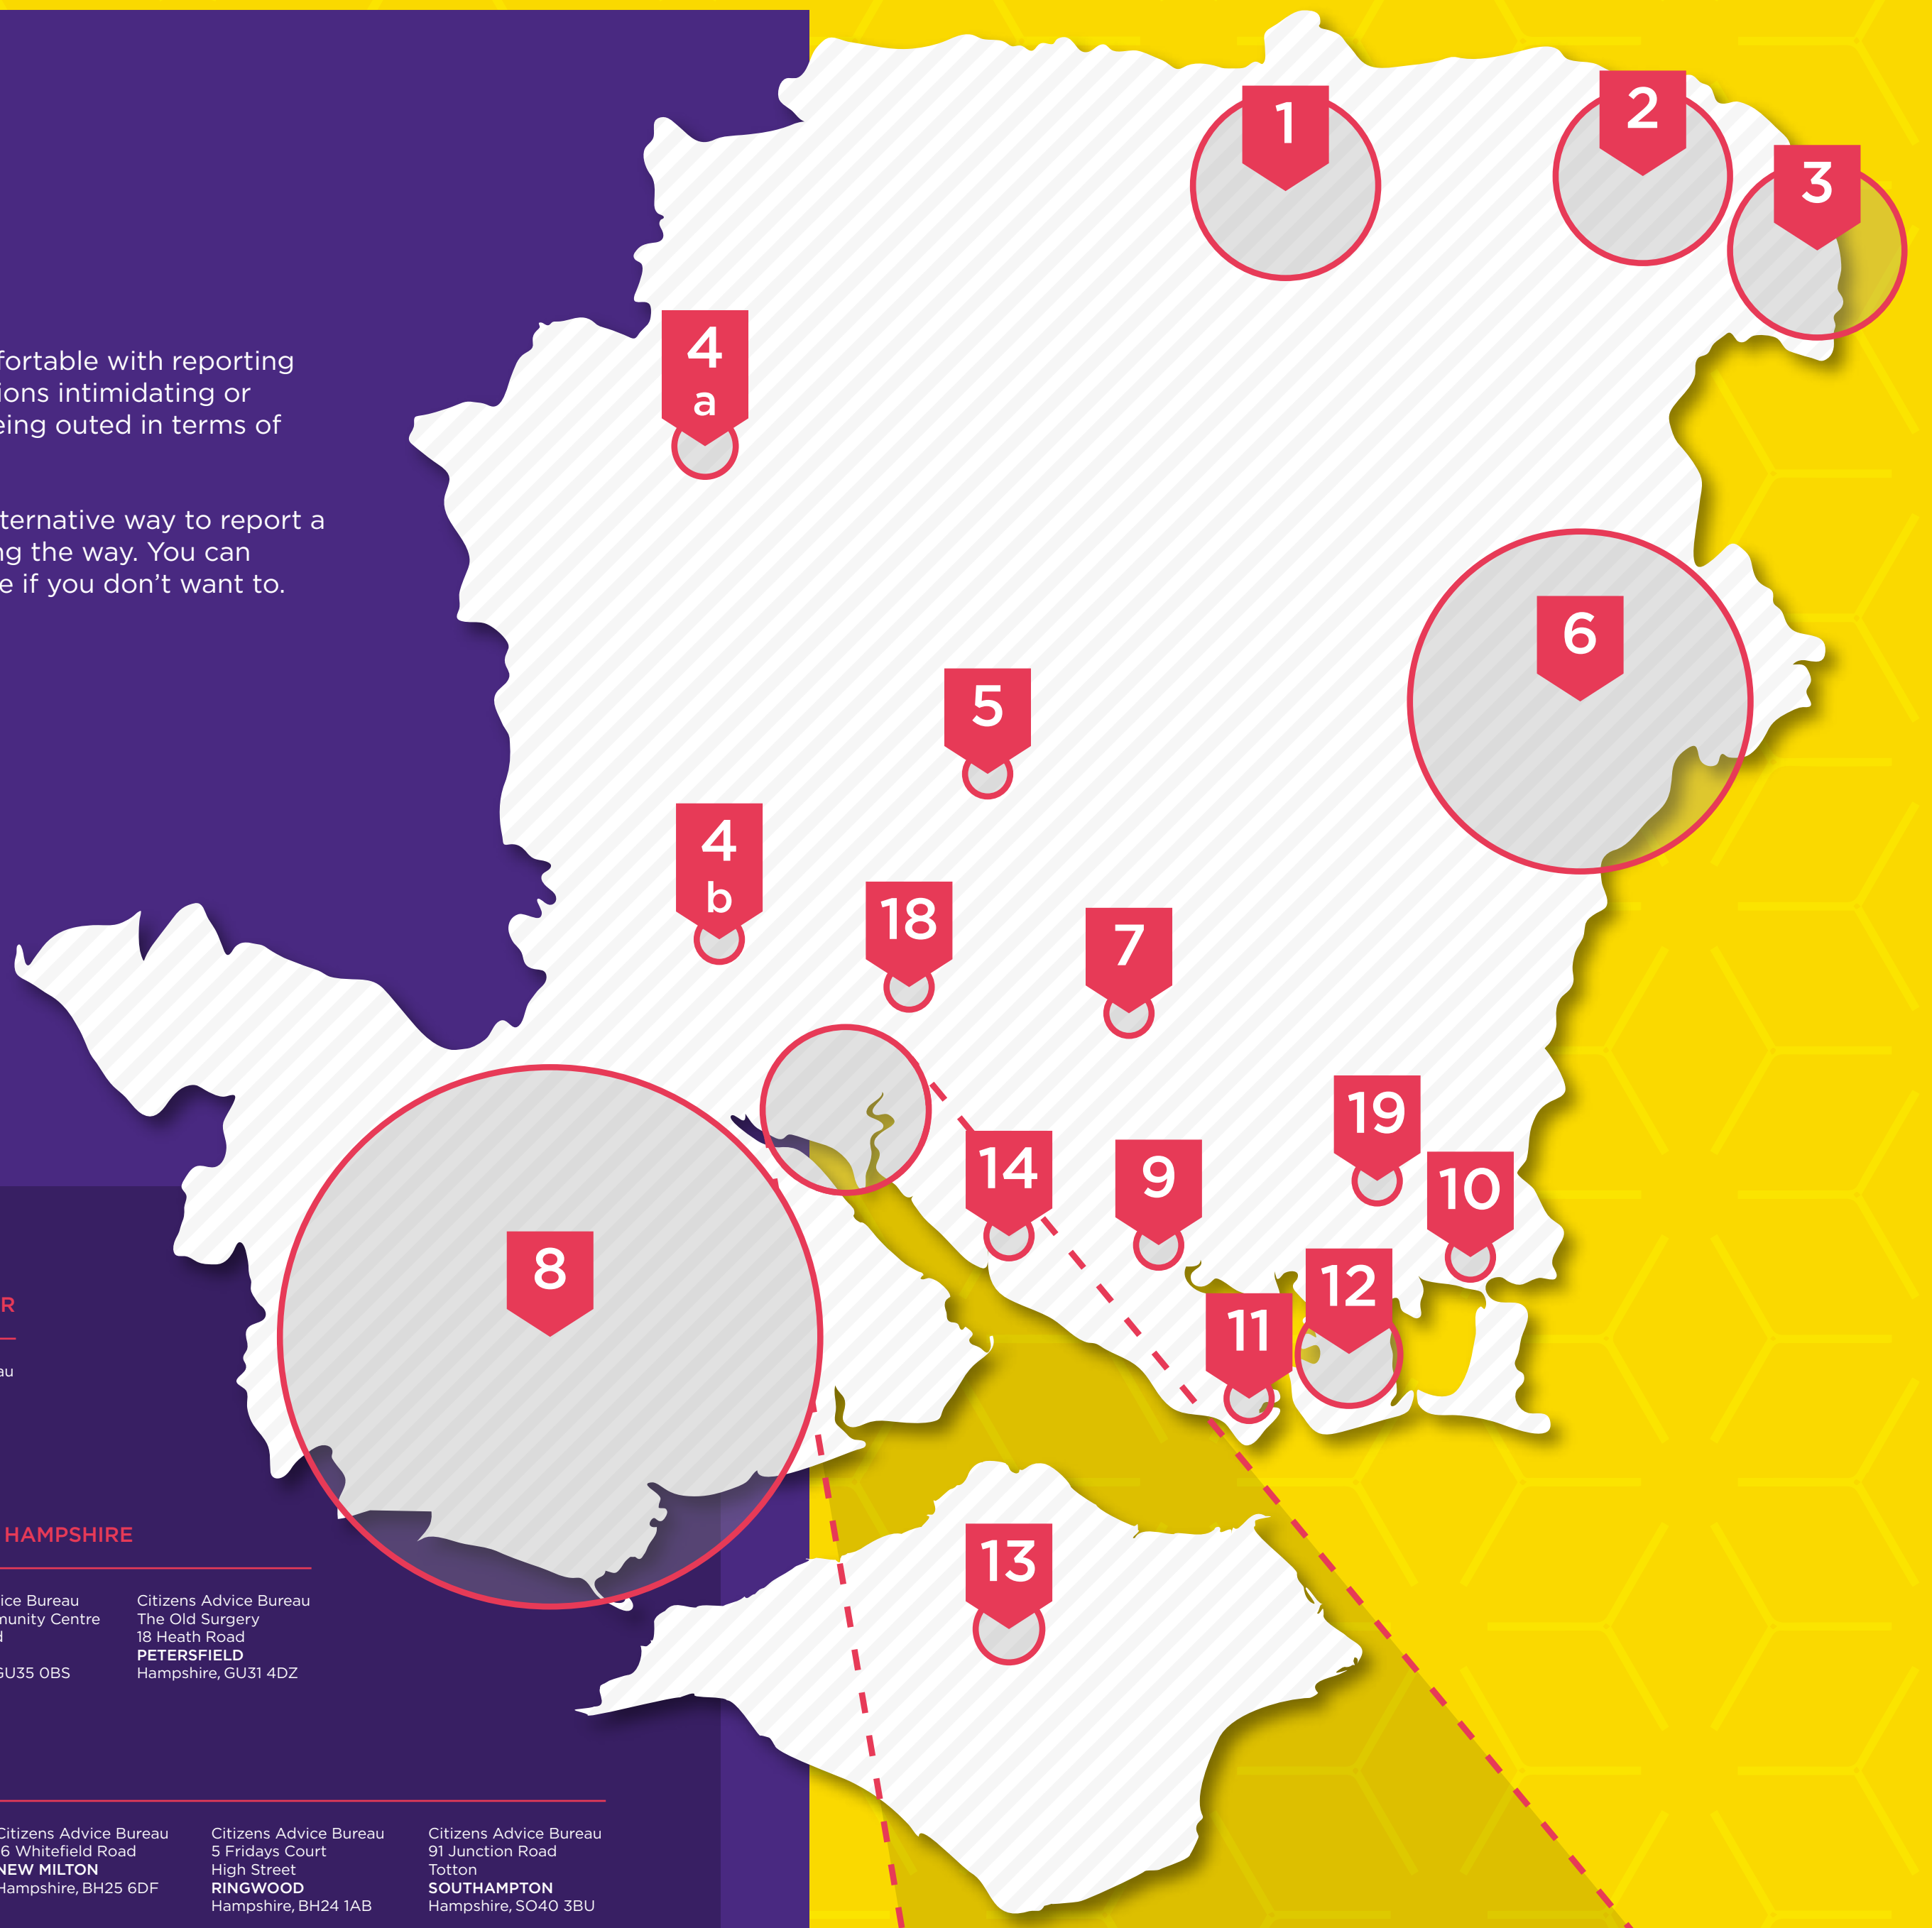 fortable with reporting
ions intimidating or
eing outed in terms of
ternative way to report a
ng the way. You can
e if you don't want to.
1
2
3
4
a
5
6
4
b
18
7
19
14
9
10
8
12
11
13
R
au
HAMPSHIRE
ice Bureau
munity Centre
d
GU35 0BS
Citizens Advice Bureau
The Old Surgery
18 Heath Road
PETERSFIELD
Hampshire, GU31 4DZ
Citizens Advice Bureau
6 Whitefield Road
NEW MILTON
Hampshire, BH25 6DF
Citizens Advice Bureau
5 Fridays Court
High Street
RINGWOOD
Hampshire, BH24 1AB
Citizens Advice Bureau
91 Junction Road
Totton
SOUTHAMPTON
Hampshire, SO40 3BU